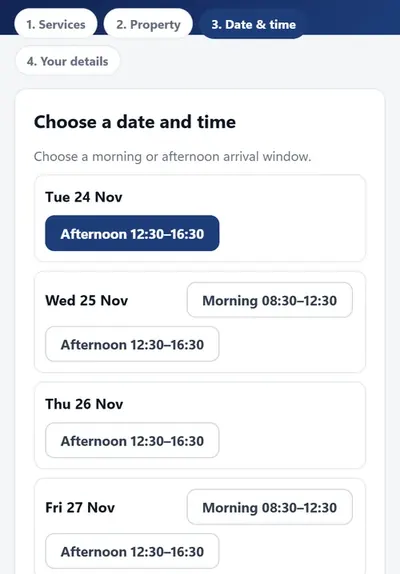 1. Services 2. Property 3. Date & time
4. Your details
Choose a date and time
Choose a morning or afternoon arrival window.
Tue 24 Nov
Afternoon 12:30–16:30
Wed 25 Nov Morning 08:30–12:30
Afternoon 12:30–16:30
Thu 26 Nov
Afternoon 12:30–16:30
Fri 27 Nov Morning 08:30–12:30
Afternoon 12:30–16:30